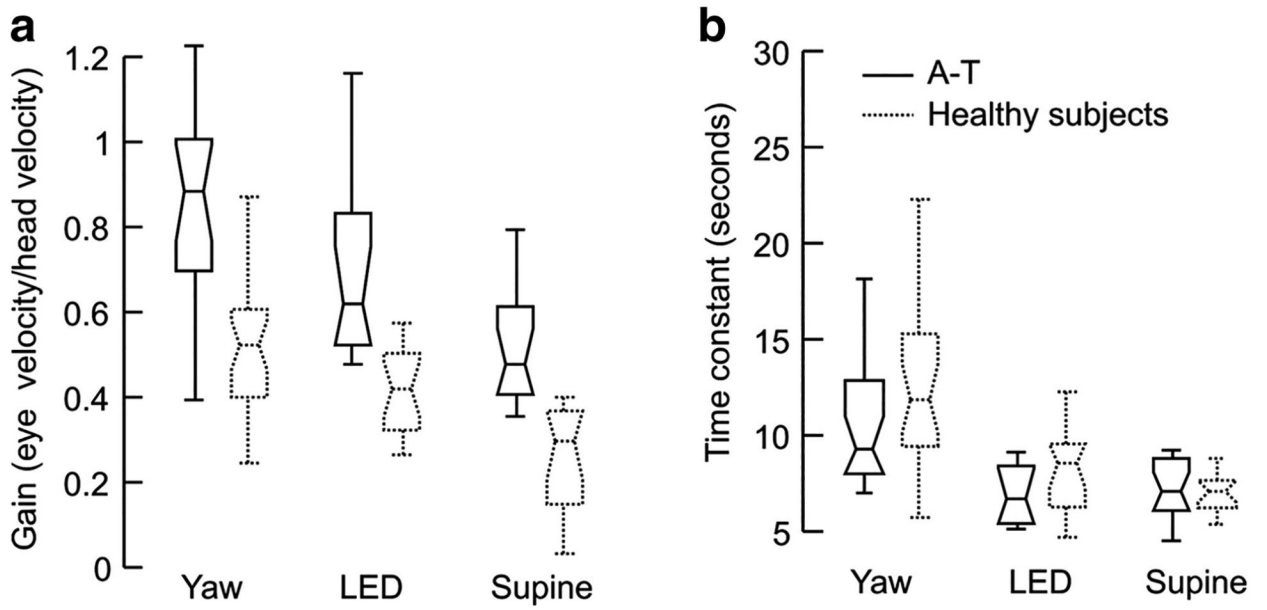 a
Gain (eye velocity/head velocity)
1.2
1
0.8
0.6
0.4
0.2
0
Yaw LED Supine
b
Time constant (seconds)
30
25
20
15
10
5
A-T
Healthy subjects
Yaw LED Supine